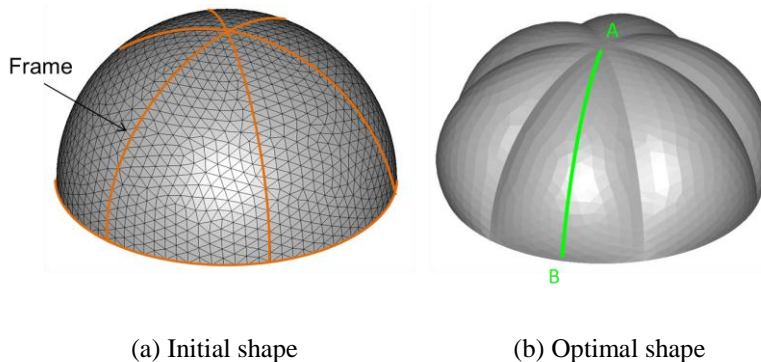 Frame
A
B
(a) Initial shape
(b) Optimal shape